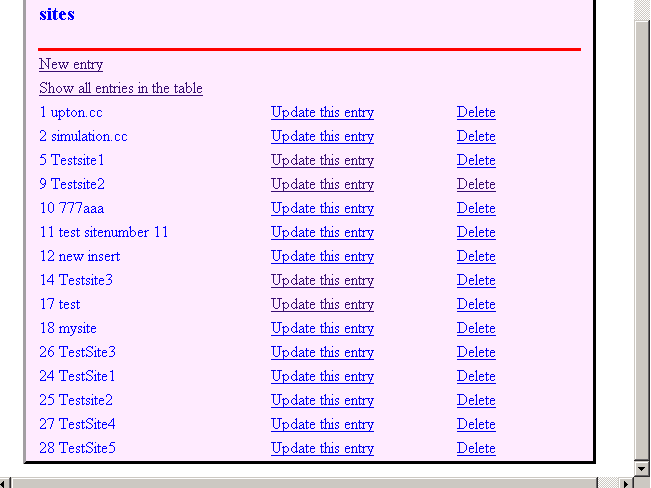 sites
New entry
Show all entries in the table
1 upton.cc Update this entry Delete
2 simulation.cc Update this entry Delete
5 Testsite1 Update this entry Delete
9 Testsite2 Update this entry Delete
10 777aaa Update this entry Delete
11 test sitenumber 11 Update this entry Delete
12 new insert Update this entry Delete
14 Testsite3 Update this entry Delete
17 test Update this entry Delete
18 mysite Update this entry Delete
26 TestSite3 Update this entry Delete
24 TestSite1 Update this entry Delete
25 Testsite2 Update this entry Delete
27 TestSite4 Update this entry Delete
28 TestSite5 Update this entry Delete